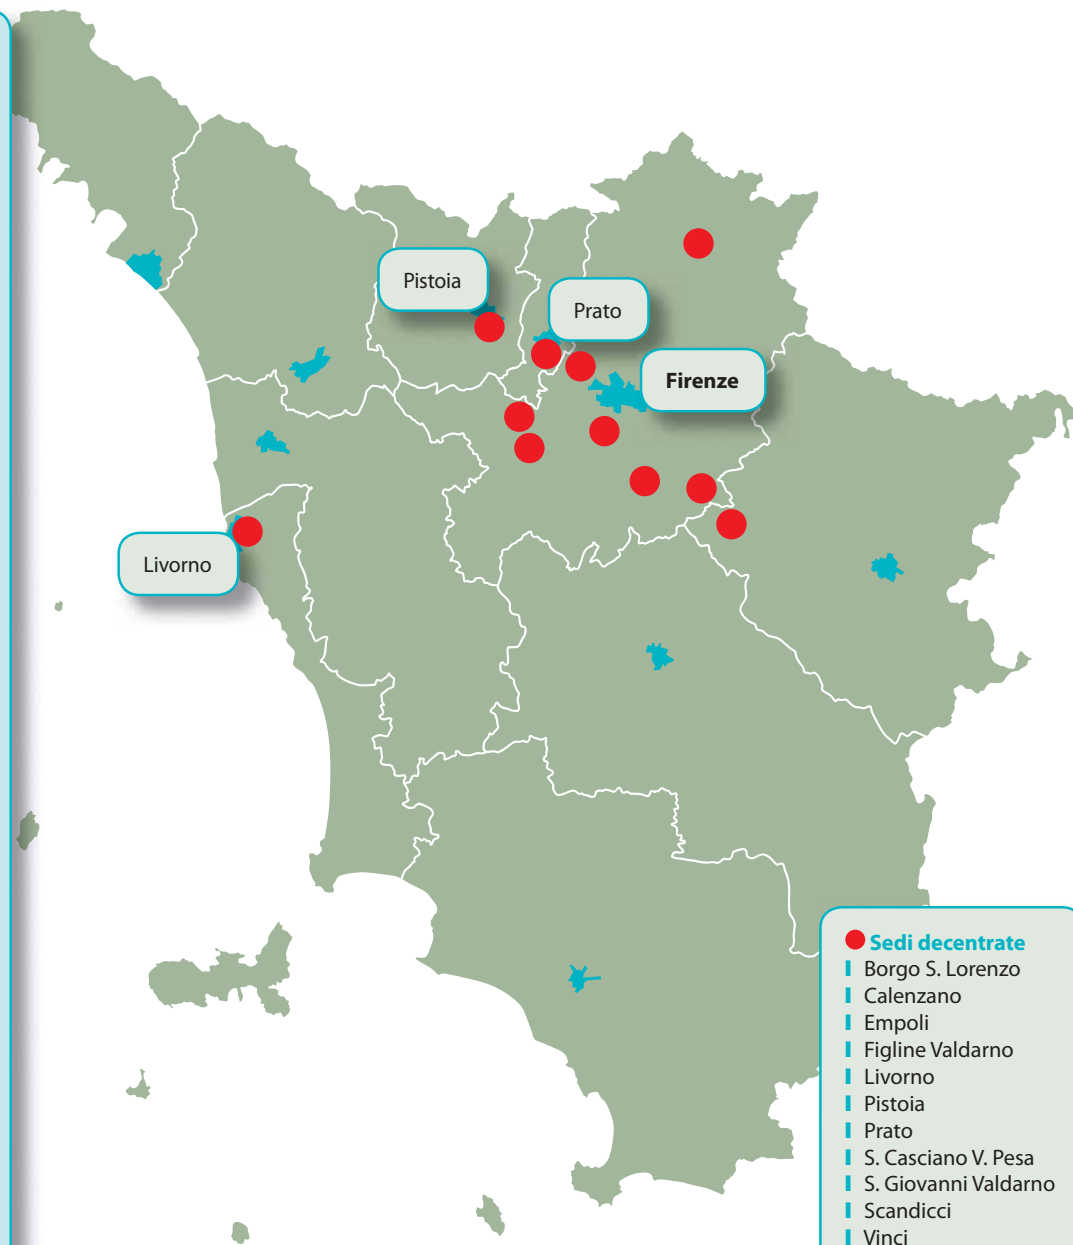 Pistoia
Prato
Firenze
Livorno
Sedi decentrate
Borgo S. Lorenzo
Calenzano
Empoli
Figline Valdarno
Livorno
Pistoia
Prato
S. Casciano V. Pesa
S. Giovanni Valdarno
Scandicci
Vinci